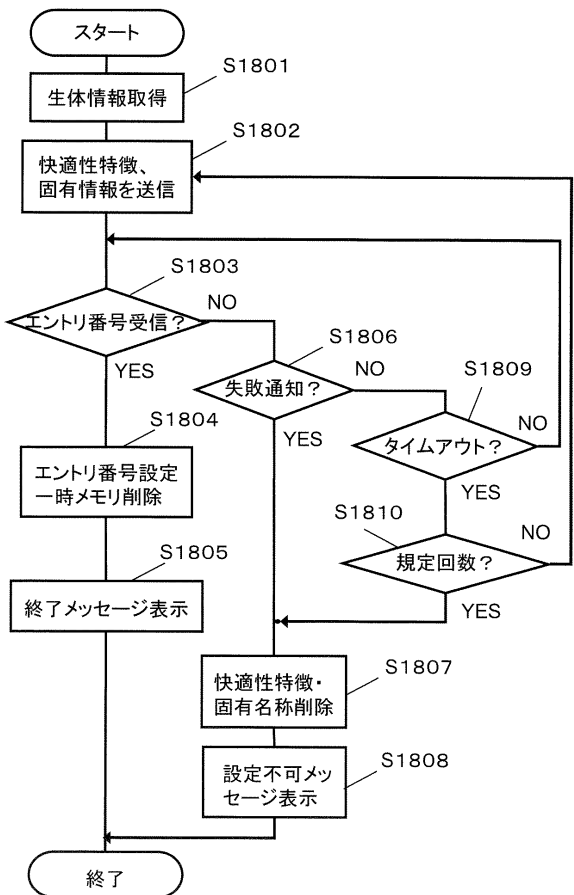 スタート
S1801
生体情報取得
S1802
快適性特徴、
固有情報を送信
S1803
エントリ番号受信？
NO
YES
S1806
失敗通知？
NO
YES
S1809
タイムアウト？
NO
YES
S1804
エントリ番号設定
一時メモリ削除
S1810
規定回数？
NO
YES
S1805
終了メッセージ表示
S1807
快適性特徴・
固有名称削除
S1808
設定不可メッ
セージ表示
終了